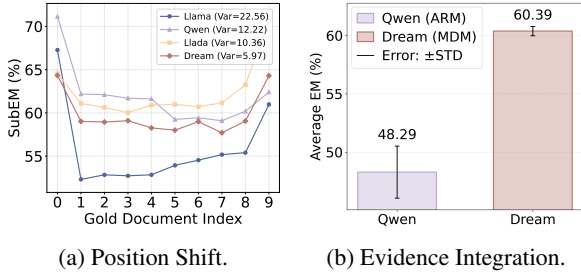 SubEM (%)
70
65
60
55
Llama (Var=22.56)
Qwen (Var=12.22)
Llada (Var=10.36)
Dream (Var=5.97)
0 1 2 3 4 5 6 7 8 9
Gold Document Index
(a) Position Shift.
Average EM (%)
60
55
50
Qwen (ARM)
Dream (MDM)
Error: ±STD
60.39
48.29
Qwen Dream
(b) Evidence Integration.